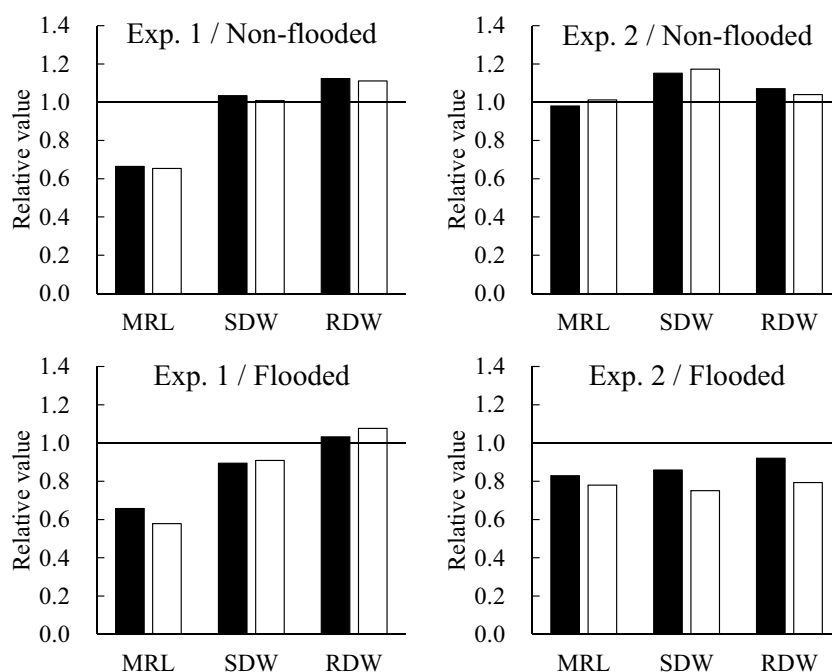 Exp. 1 / Non-flooded
Relative value
1.4
1.2
1.0
0.8
0.6
0.4
0.2
0.0
MRL SDW RDW
Exp. 2 / Non-flooded
Relative value
1.4
1.2
1.0
0.8
0.6
0.4
0.2
0.0
MRL SDW RDW
Exp. 1 / Flooded
Relative value
1.4
1.2
1.0
0.8
0.6
0.4
0.2
0.0
MRL SDW RDW
Exp. 2 / Flooded
Relative value
1.4
1.2
1.0
0.8
0.6
0.4
0.2
0.0
MRL SDW RDW